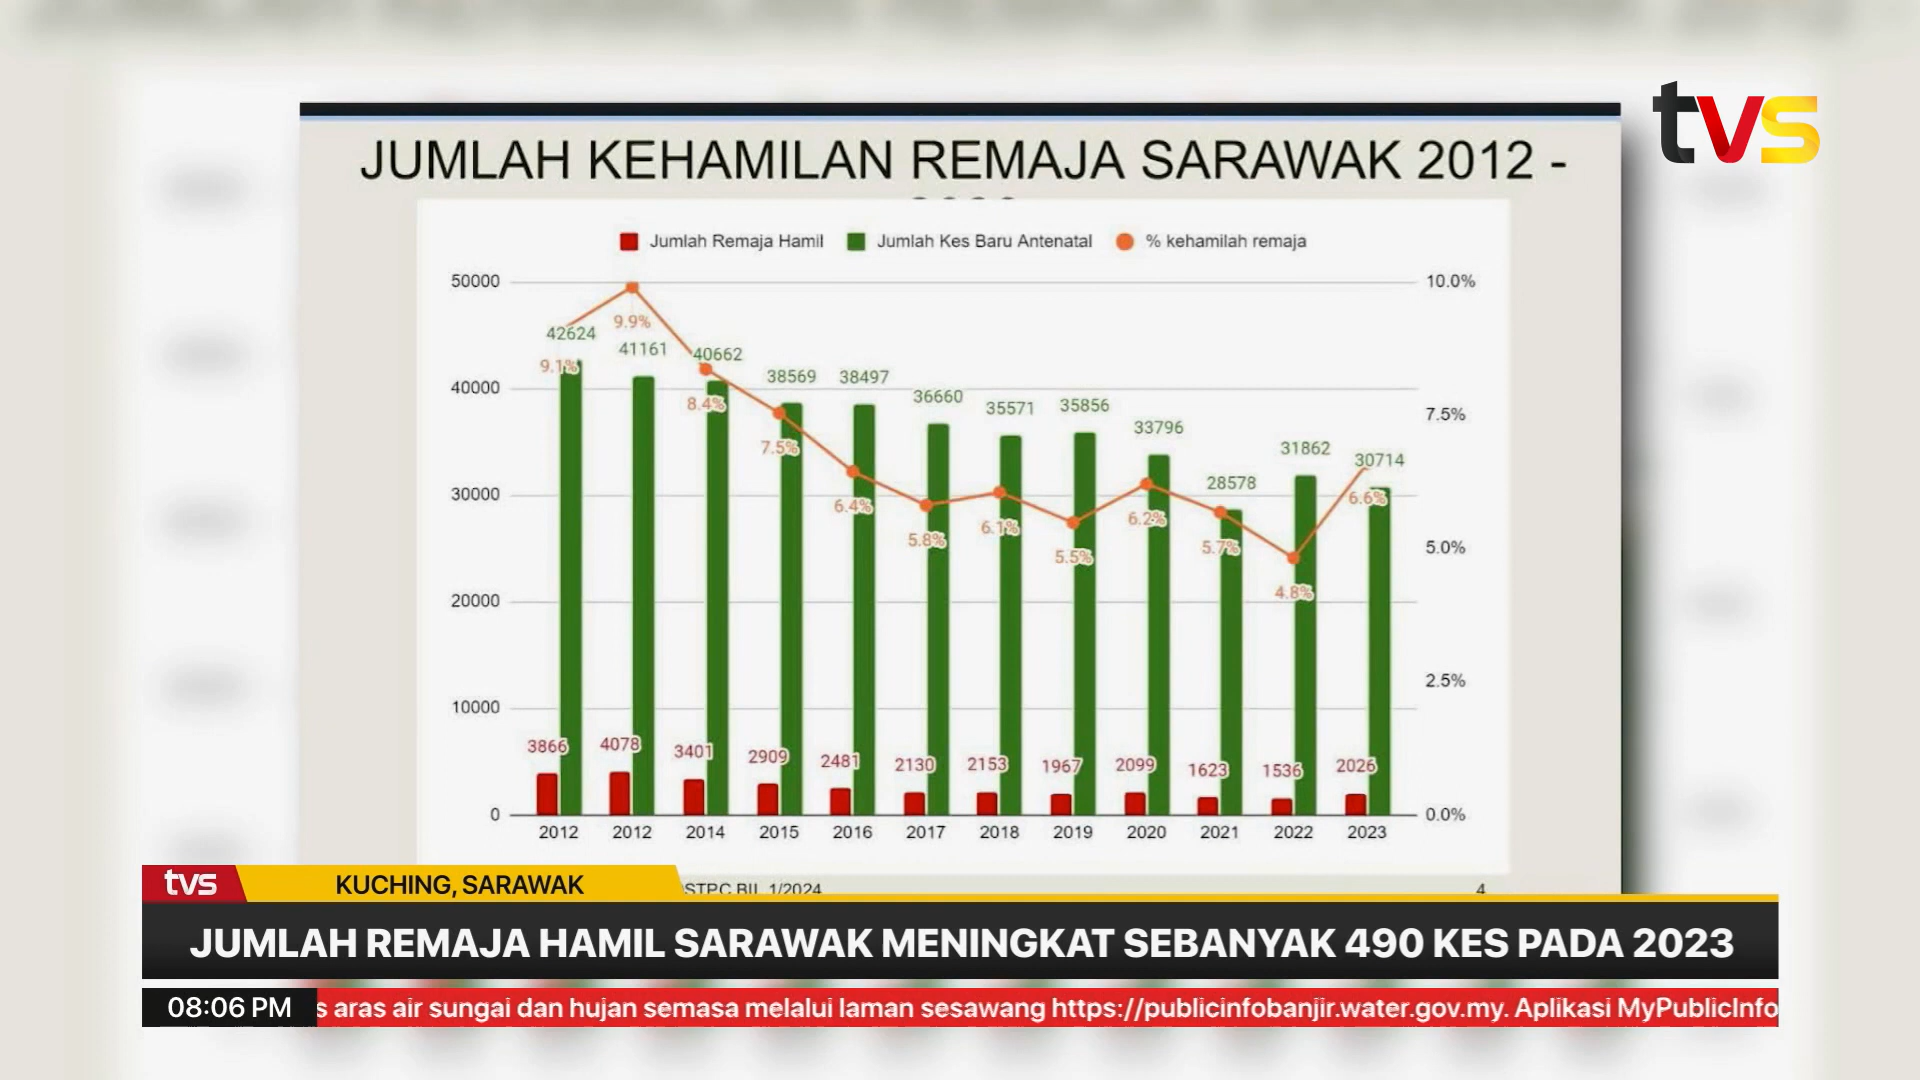 tvs
JUMLAH KEHAMILAN REMAJA SARAWAK 2012 -
Jumlah Remaja Hamil Jumlah Kes Baru Antenatal % kehamilah remaja
50000 10.0%
40000 7.5%
30000 5.0%
20000 2.5%
10000
0 0.0%
9.1% 9.9% 8.4% 7.5% 6.4% 5.8% 6.1% 5.5% 6.2% 5.7% 4.8% 6.6%
42624 41161 40662 38569 38497 36660 35571 35856 33796 28578 31862 30714
3866 4078 3401 2909 2481 2130 2153 1967 2099 1623 1536 2026
2012 2012 2014 2015 2016 2017 2018 2019 2020 2021 2022 2023
BIL 1/2024 4
tvs KUCHING, SARAWAK
JUMLAH REMAJA HAMIL SARAWAK MENINGKAT SEBANYAK 490 KES PADA 2023
08:06 PM s aras air sungai dan hujan semasa melalui laman sesawang https://publicinfobanjir.water.gov.my. Aplikasi MyPublicInfo